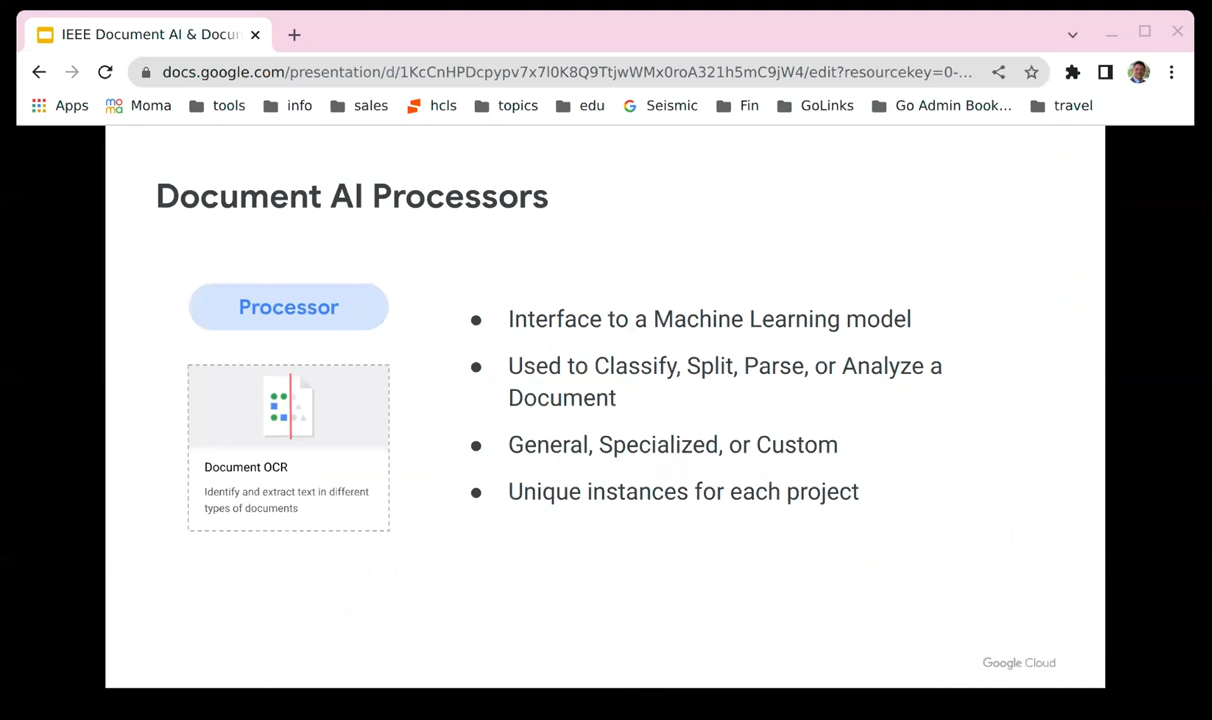 IEEE Document AI & Docu
docs.google.com/presentation/d/1KcCnHPDcpypv7x7l0K8Q9TtjwWMx0roA321h5mC9jW4/edit?resourcekey=0-...
Apps Moma tools info sales hcls topics edu Seismic Fin GoLinks Go Admin Book... travel
Document AI Processors
Processor
Document OCR
Identify and extract text in different
types of documents
● Interface to a Machine Learning model
● Used to Classify, Split, Parse, or Analyze a
Document
● General, Specialized, or Custom
● Unique instances for each project
Google Cloud